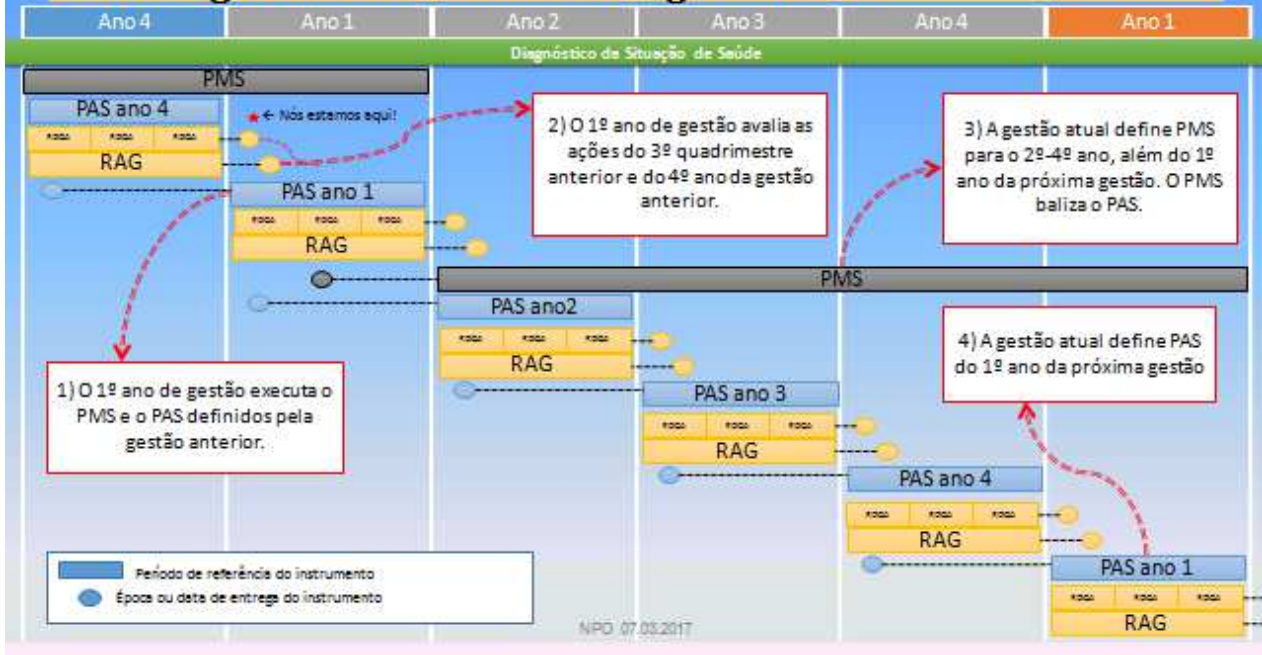 Ano 4
Ano 1
Ano 2
Ano 3
Ano 4
Ano 1
Diagnóstico de Situação de Saúde
PMS
PAS ano 4
★ ← Nós estamos aqui!
RAG
PAS ano 1
RAG
2) O 1º ano de gestão avalia as
ações do 3º quadrimestre
anterior e do 4º ano da gestão
anterior.
3) A gestão atual define PMS
para o 2º-4º ano, além do 1º
ano da próxima gestão. O PMS
baliza o PAS.
PMS
PAS ano2
RAG
1) O 1º ano de gestão executa o
PMS e o PAS definidos pela
gestão anterior.
PAS ano 3
RAG
4) A gestão atual define PAS
do 1º ano da próxima gestão
PAS ano 4
RAG
PAS ano 1
RAG
Período de referência do instrumento
Época ou data de entrega do instrumento
NPO 07.03.2017